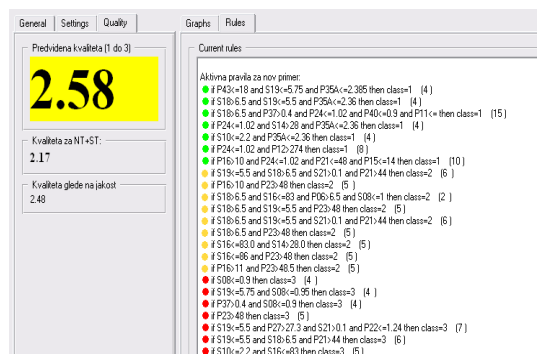 General Settings Quality
Predvidena kvaliteta (1 do 3)
2.58
Kvaliteta za NT+ST:
2.17
Kvaliteta glede na jakost
2.48
Graphs Rules
Current rules
Aktivna pravila za nov primer:
if P43<=18 and S19<=5.75 and P35A<=2.385 then class=1 (4 )
if S18>6.5 and S19<=5.5 and P35A<=2.36 then class=1 (4 )
if S18>6.5 and P37>0.4 and P24<=1.02 and P40<=0.9 and P11<= then class=1 (15 )
if P24<=1.02 and S14>28 and P35A<=2.36 then class=1 (4 )
if S10<=2.2 and P35A<=2.36 then class=1 (4 )
if P24<=1.02 and P12>274 then class=1 (8 )
if P16>10 and P24<=1.02 and P21<=48 and P15<=14 then class=1 (10 )
if S19<=5.5 and S18>6.5 and S21>0.1 and P21>44 then class=2 (6 )
if P16>10 and P23>48 then class=2 (5 )
if S18>6.5 and S16<=83 and P06>6.5 and S08<=1 then class=2 (2 )
if S18>6.5 and S19<=5.5 and P23>48 then class=2 (5 )
if S18>6.5 and S19<=5.5 and S21>0.1 and P21>44 then class=2 (6 )
if S18>6.5 and P23>48 then class=2 (5 )
if S16<=83.0 and S14>28.0 then class=2 (5 )
if S16<=86 and P23>48 then class=2 (5 )
if P16>11 and P23>48.5 then class=2 (5 )
if S08<=0.9 then class=3 (4 )
if S19<=5.75 and S08<=0.95 then class=3 (4 )
if P37>0.4 and S08<=0.9 then class=3 (4 )
if P23>48 then class=3 (5 )
if S19<=5.5 and P27>27.3 and S21>0.1 and P22<=1.24 then class=3 (7 )
if S19<=5.5 and S18>6.5 and P21>44 then class=3 (6 )
if S10<=2.2 and S16<=83 then class=3 (5 )